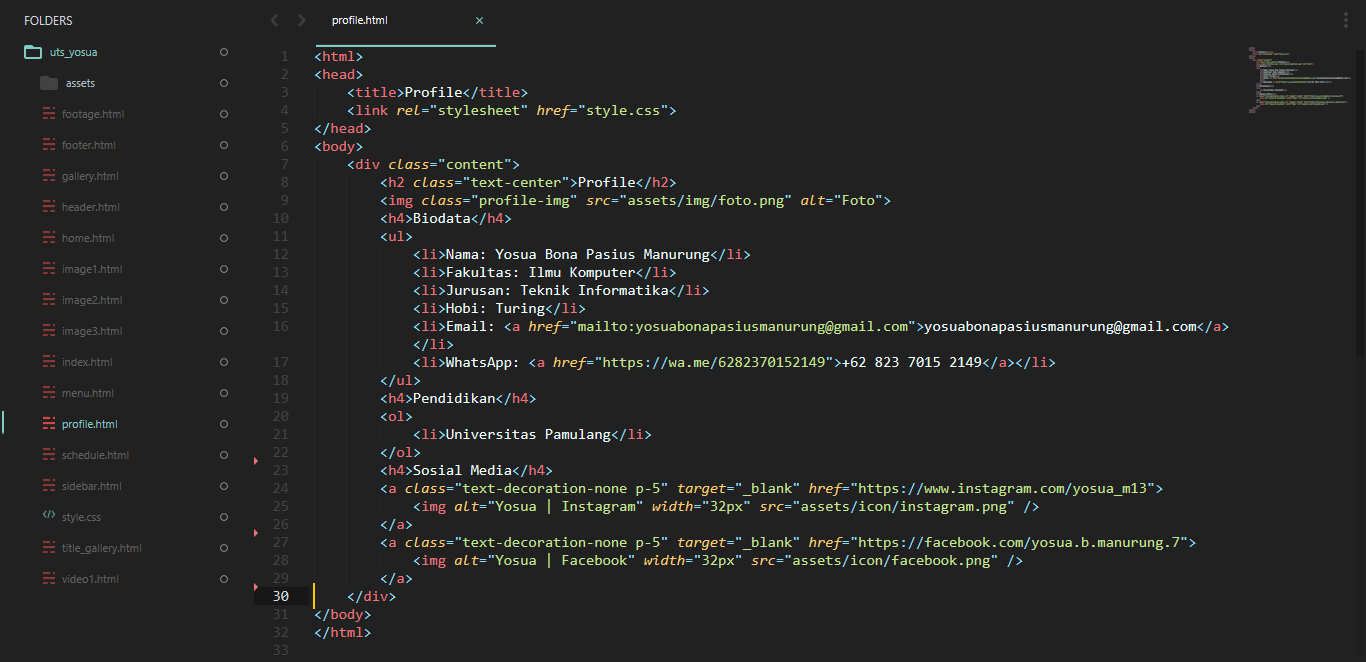 FOLDERS
uts_yosua
assets
footage.html
footer.html
gallery.html
header.html
home.html
image1.html
image2.html
image3.html
index.html
menu.html
profile.html
schedule.html
sidebar.html
style.css
title_gallery.html
video1.html
profile.html ×
1 <html>
2 <head>
3 <title>Profile</title>
4 <link rel="stylesheet" href="style.css">
5 </head>
6 <body>
7 <div class="content">
8 <h2 class="text-center">Profile</h2>
9 <img class="profile-img" src="assets/img/foto.png" alt="Foto">
10 <h4>Biodata</h4>
11 <ul>
12 <li>Nama: Yosua Bona Pasius Manurung</li>
13 <li>Fakultas: Ilmu Komputer</li>
14 <li>Jurusan: Teknik Informatika</li>
15 <li>Hobi: Turing</li>
16 <li>Email: <a href="mailto:yosuabonapasiusmanurung@gmail.com">yosuabonapasiusmanurung@gmail.com</a>
</li>
17 <li>WhatsApp: <a href="https://wa.me/6282370152149">+62 823 7015 2149</a></li>
18 </ul>
19 <h4>Pendidikan</h4>
20 <ol>
21 <li>Universitas Pamulang</li>
22 </ol>
23 <h4>Sosial Media</h4>
24 <a class="text-decoration-none p-5" target="_blank" href="https://www.instagram.com/yosua_m13">
25 <img alt="Yosua | Instagram" width="32px" src="assets/icon/instagram.png" />
26 </a>
27 <a class="text-decoration-none p-5" target="_blank" href="https://facebook.com/yosua.b.manurung.7">
28 <img alt="Yosua | Facebook" width="32px" src="assets/icon/facebook.png" />
29 </a>
30 </div>
31 </body>
32 </html>
33